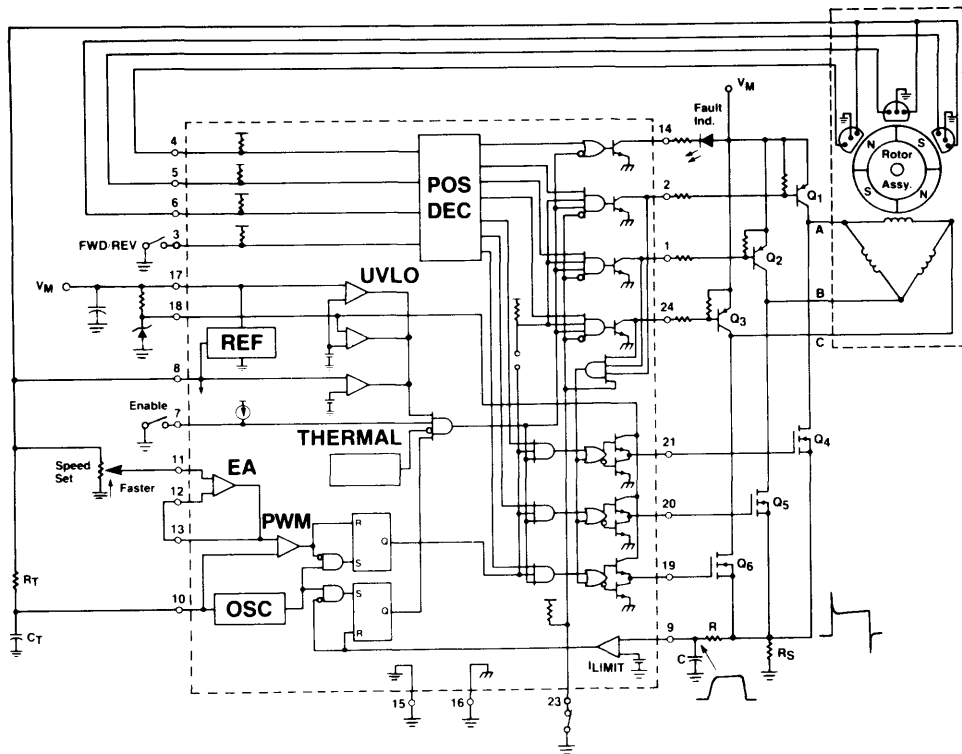 V_M
Fault
Ind.
N
S
Rotor
Assy.
S
N
4
14
5
POS
DEC
2
Q1
6
A
FWD/REV
3
1
Q2
V_M
17
UVLO
B
18
24
Q3
REF
C
8
Enable
7
THERMAL
21
Q4
Speed
Set
11
EA
Faster
12
20
Q5
13
PWM
R
Q
S
19
Q6
R_T
10
OSC
S
Q
R
9
R
C_T
I_LIMIT
C
R_S
15
16
23